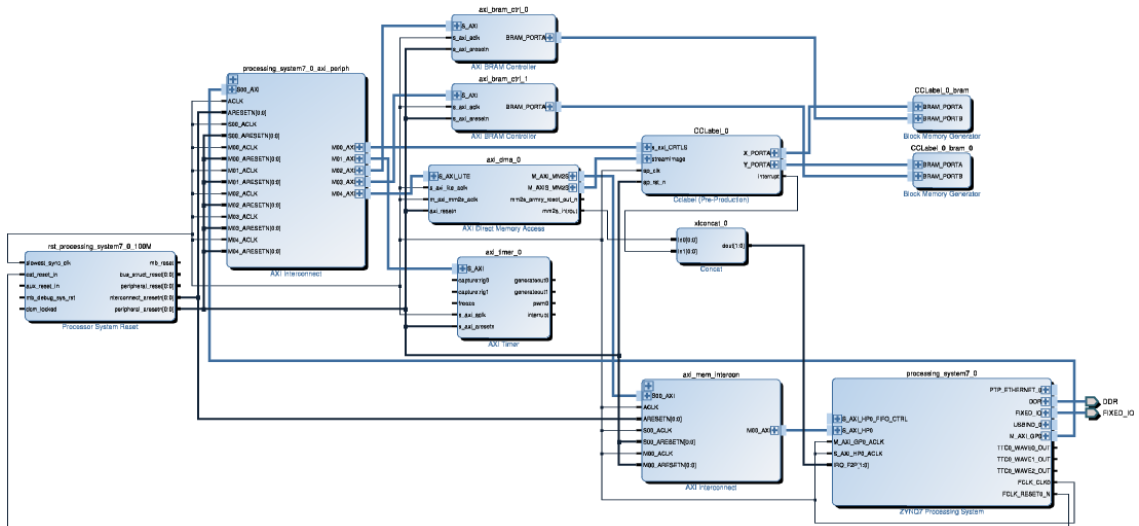 axi_bram_ctrl_0
S_AXI
s_axi_aclk
s_axi_aresetn
BRAM_PORTA
AXI BRAM Controller
processing_system7_0_axi_periph
S00_AXI
ACLK
ARESETN[0:0]
S00_ACLK
S00_ARESETN[0:0]
M00_ACLK
M00_ARESETN[0:0]
M01_ACLK
M01_ARESETN[0:0]
M02_ACLK
M02_ARESETN[0:0]
M03_ACLK
M03_ARESETN[0:0]
M04_ACLK
M04_ARESETN[0:0]
M00_AXI
M01_AXI
M02_AXI
M03_AXI
M04_AXI
AXI Interconnect
axi_bram_ctrl_1
S_AXI
s_axi_aclk
s_axi_aresetn
BRAM_PORTA
AXI BRAM Controller
CCLabel_0_bram
BRAM_PORTA
BRAM_PORTB
Block Memory Generator
CCLabel_0
s_axi_CRTLS
streamImage
ap_clk
ap_rst_n
X_PORTA
Y_PORTA
interrupt
Cclabel (Pre-Production)
CCLabel_0_bram_0
BRAM_PORTA
BRAM_PORTB
Block Memory Generator
axi_dma_0
S_AXI_LITE
s_axi_lite_aclk
m_axi_mm2s_aclk
axi_resetn
M_AXI_MM2S
M_AXIS_MM2S
mm2s_prmry_reset_out_n
mm2s_introut
AXI Direct Memory Access
xlconcat_0
In0[0:0]
In1[0:0]
dout[1:0]
Concat
rst_processing_system7_0_100M
slowest_sync_clk
ext_reset_in
aux_reset_in
mb_debug_sys_rst
dcm_locked
mb_reset
bus_struct_reset[0:0]
peripheral_reset[0:0]
interconnect_aresetn[0:0]
peripheral_aresetn[0:0]
Processor System Reset
axi_timer_0
S_AXI
capturetrig0
capturetrig1
freeze
s_axi_aclk
s_axi_aresetn
generateout0
generateout1
pwm0
interrupt
AXI Timer
axi_mem_intercon
S00_AXI
ACLK
ARESETN[0:0]
S00_ACLK
S00_ARESETN[0:0]
M00_ACLK
M00_ARESETN[0:0]
M00_AXI
AXI Interconnect
processing_system7_0
S_AXI_HP0_FIFO_CTRL
S_AXI_HP0
M_AXI_GP0_ACLK
S_AXI_HP0_ACLK
IRQ_F2P[1:0]
PTP_ETHERNET_0
DDR
FIXED_IO
USBIND_0
M_AXI_GP0
TTC0_WAVE0_OUT
TTC0_WAVE1_OUT
TTC0_WAVE2_OUT
FCLK_CLK0
FCLK_RESET0_N
ZYNQ7 Processing System
DDR
FIXED_IO